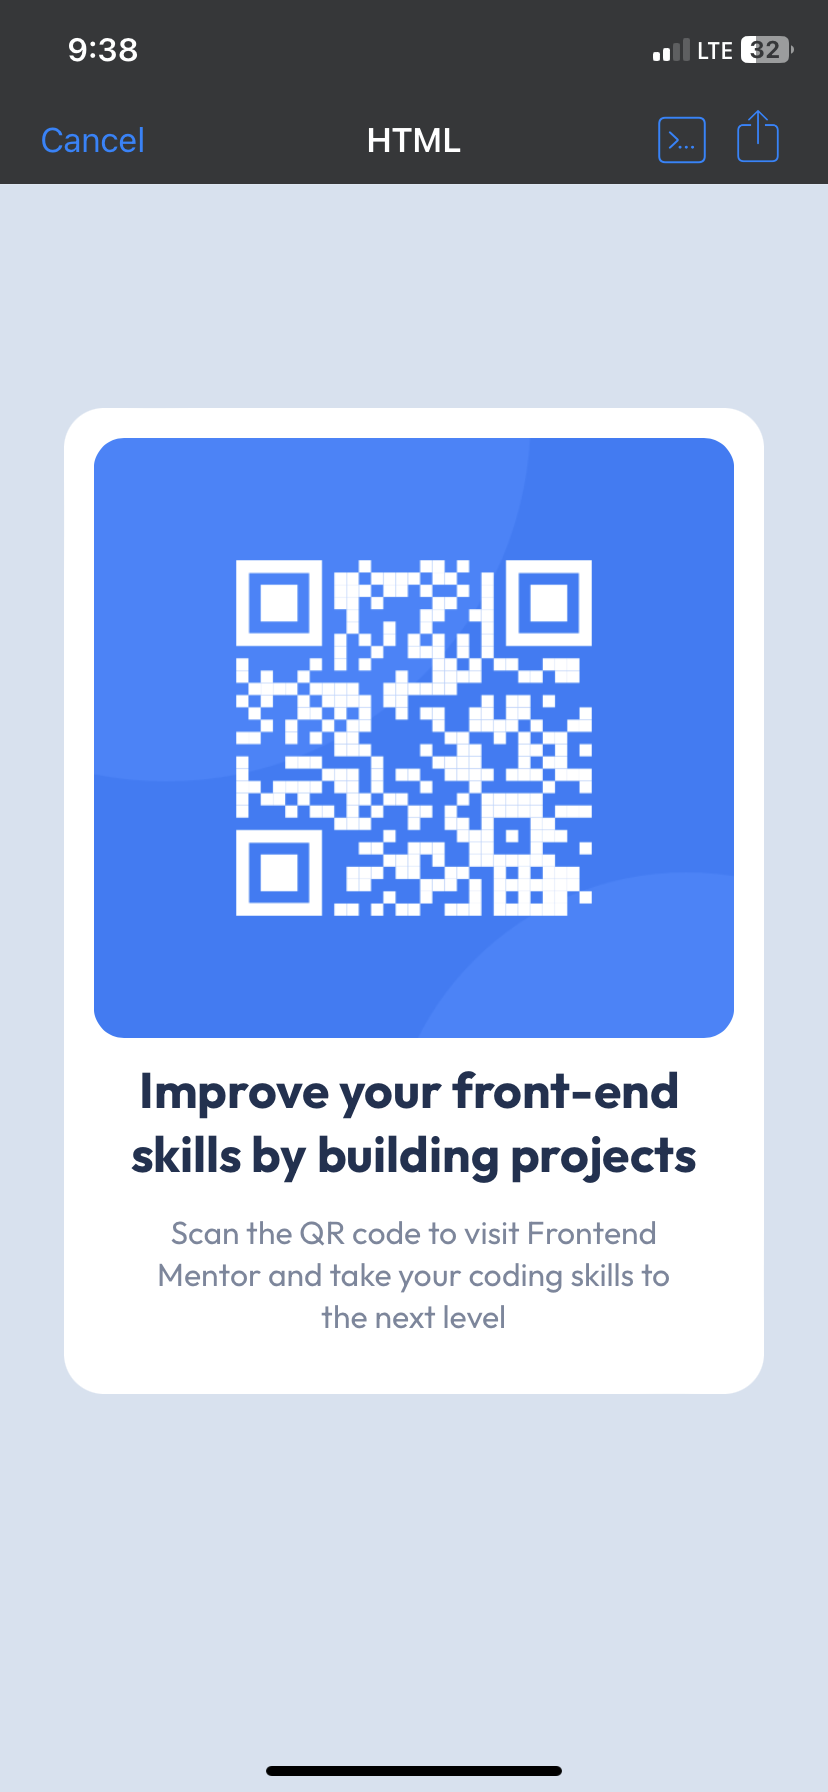 9:38 LTE 32
Cancel HTML >...
Improve your front-end
skills by building projects
Scan the QR code to visit Frontend
Mentor and take your coding skills to
the next level